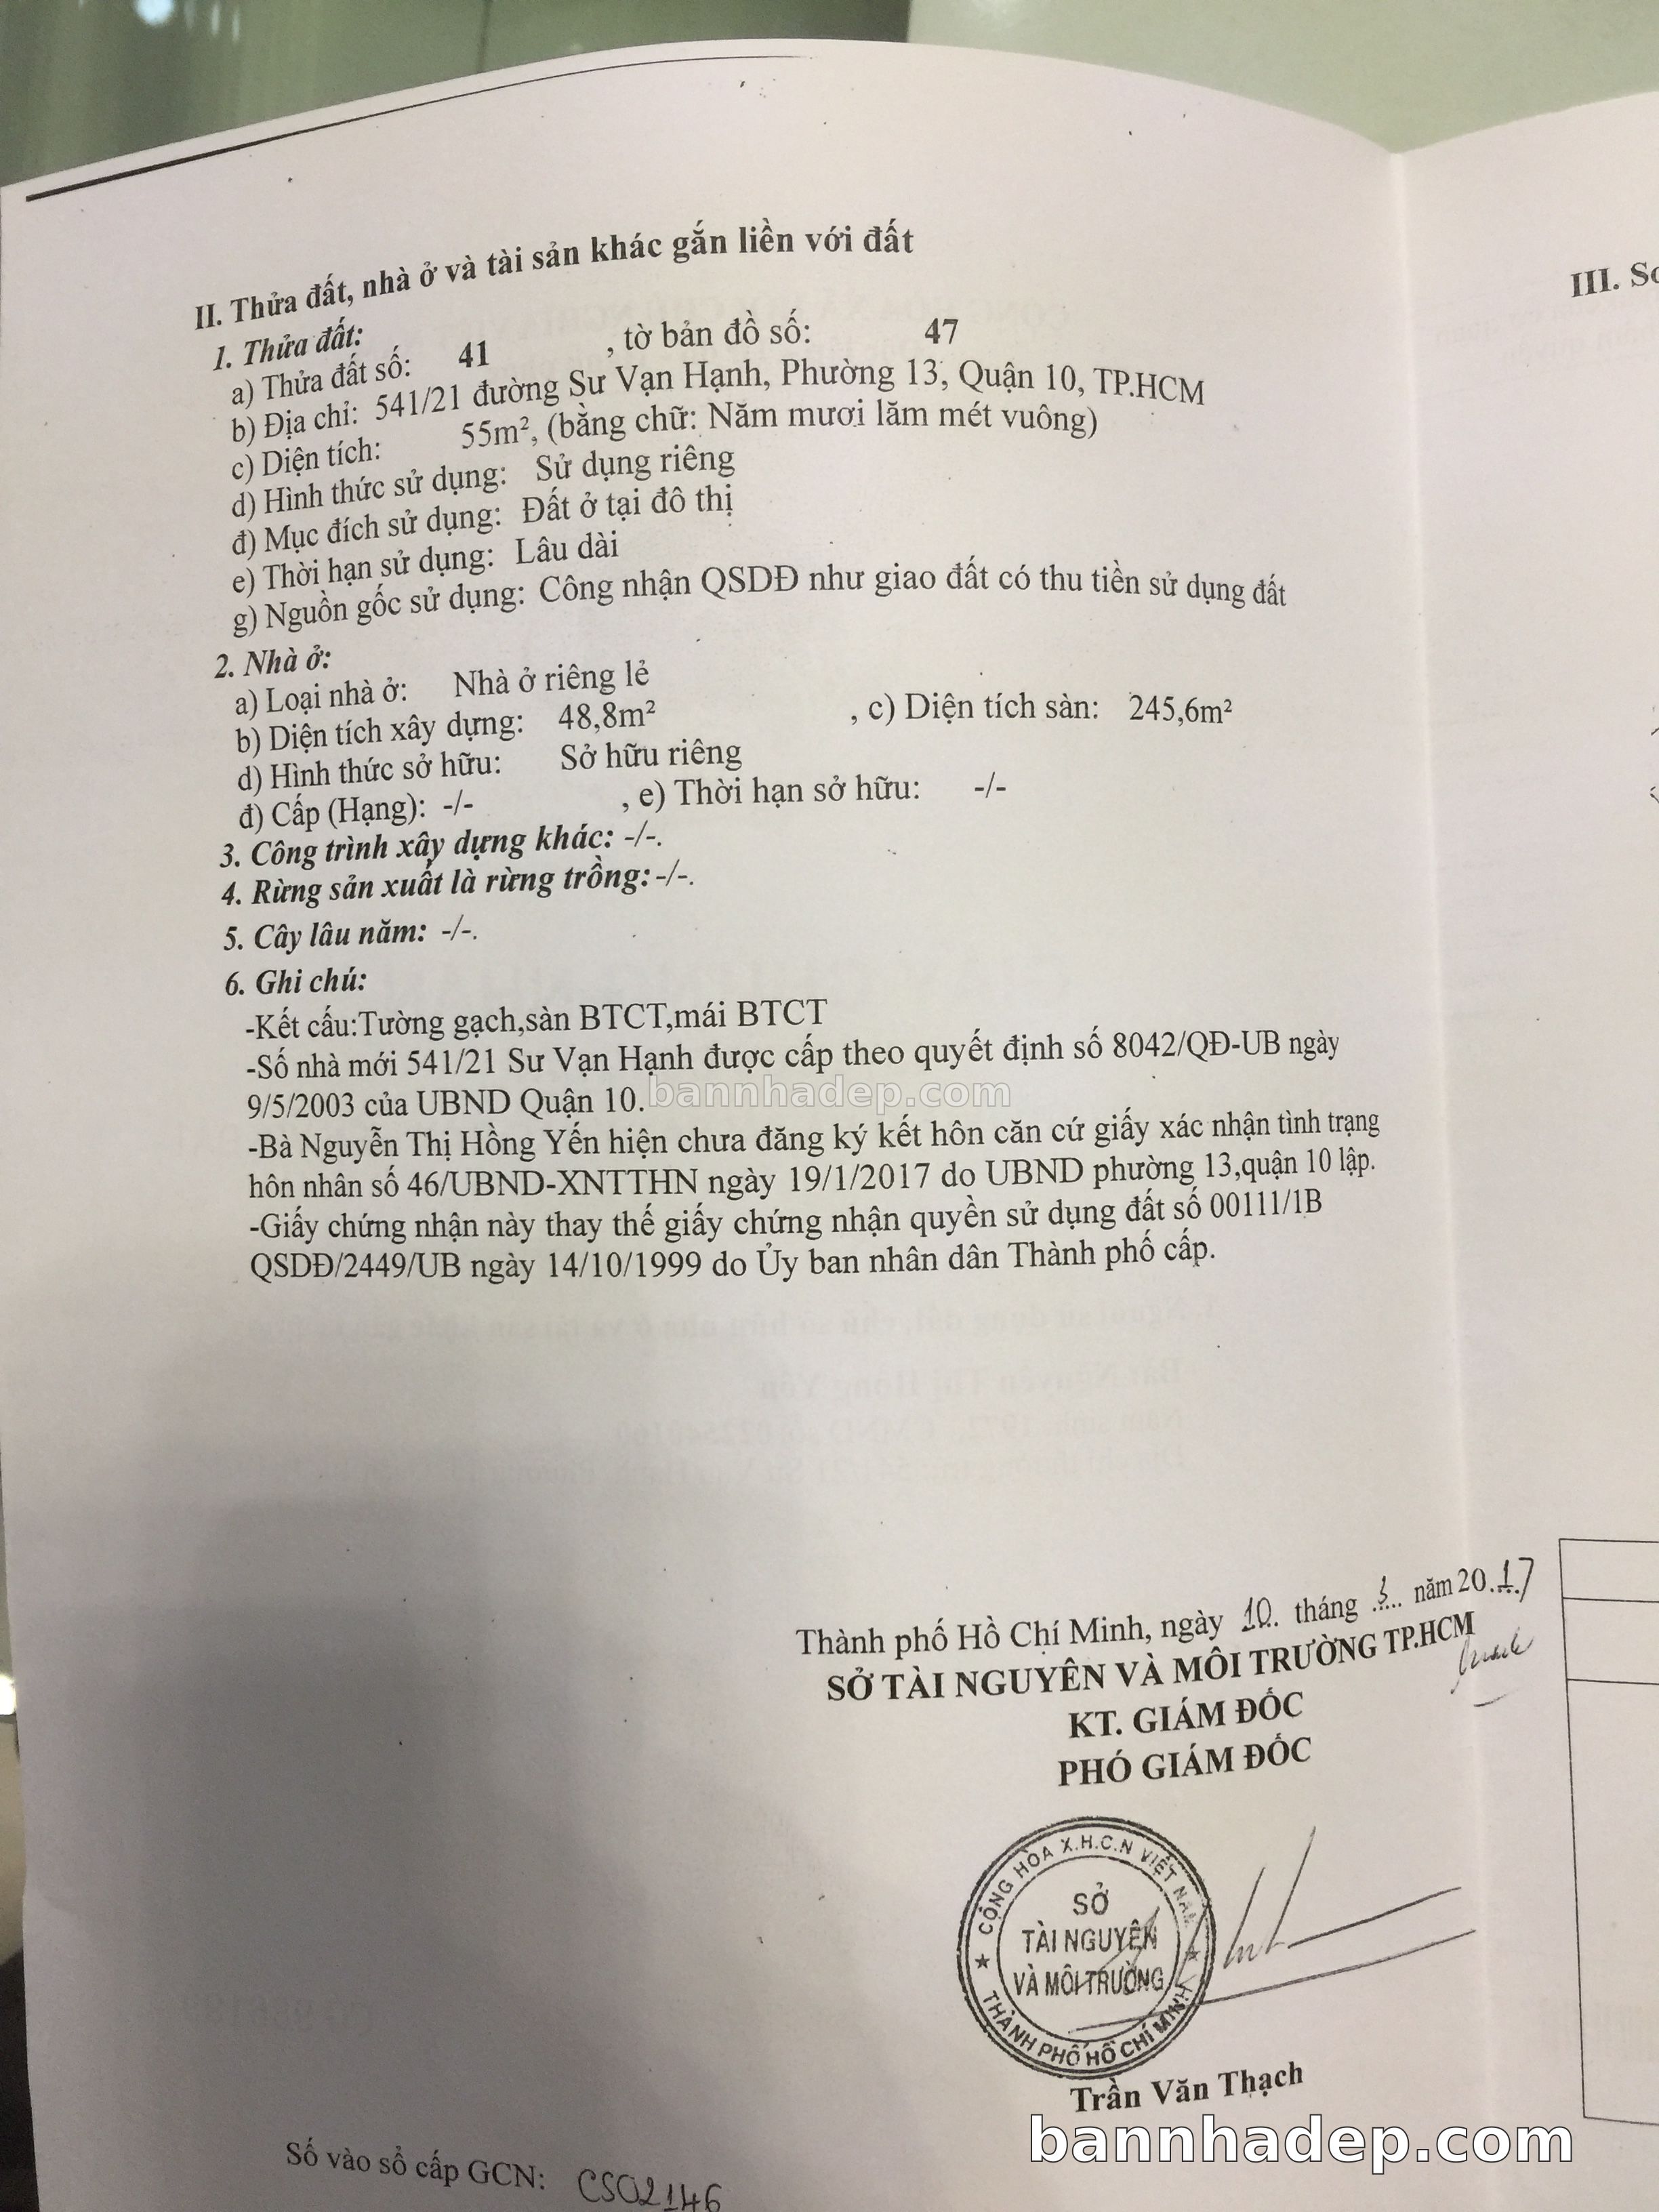 II. Thửa đất, nhà ở và tài sản khác gắn liền với đất
1. Thửa đất:
a) Thửa đất số: 41 , tờ bản đồ số: 47
b) Địa chỉ: 541/21 đường Sư Vạn Hạnh, Phường 13, Quận 10, TP.HCM
c) Diện tích: 55m², (bằng chữ: Năm mươi lăm mét vuông)
d) Hình thức sử dụng: Sử dụng riêng
đ) Mục đích sử dụng: Đất ở tại đô thị
e) Thời hạn sử dụng: Lâu dài
g) Nguồn gốc sử dụng: Công nhận QSDĐ như giao đất có thu tiền sử dụng đất
2. Nhà ở:
a) Loại nhà ở: Nhà ở riêng lẻ
b) Diện tích xây dựng: 48,8m² , c) Diện tích sàn: 245,6m²
d) Hình thức sở hữu: Sở hữu riêng
đ) Cấp (Hạng): -/- , e) Thời hạn sở hữu: -/-
3. Công trình xây dựng khác: -/-.
4. Rừng sản xuất là rừng trồng: -/-.
5. Cây lâu năm: -/-.
6. Ghi chú:
-Kết cấu:Tường gạch,sàn BTCT,mái BTCT
-Số nhà mới 541/21 Sư Vạn Hạnh được cấp theo quyết định số 8042/QĐ-UB ngày
9/5/2003 của UBND Quận 10.
bannhadep.com
-Bà Nguyễn Thị Hồng Yến hiện chưa đăng ký kết hôn căn cứ giấy xác nhận tình trạng
hôn nhân số 46/UBND-XNTTHN ngày 19/1/2017 do UBND phường 13,quận 10 lập.
-Giấy chứng nhận này thay thế giấy chứng nhận quyền sử dụng đất số 00111/1B
QSDĐ/2449/UB ngày 14/10/1999 do Ủy ban nhân dân Thành phố cấp.
Thành phố Hồ Chí Minh, ngày 10 tháng 3 năm 2017
SỞ TÀI NGUYÊN VÀ MÔI TRƯỜNG TP.HCM
KT. GIÁM ĐỐC
PHÓ GIÁM ĐỐC
CỘNG HÒA X.H.C.N VIỆT NAM
SỞ
TÀI NGUYÊN
VÀ MÔI TRƯỜNG
THÀNH PHỐ HỒ CHÍ MINH
Trần Văn Thạch
bannhadep.com
Số vào sổ cấp GCN: CS02146
III.